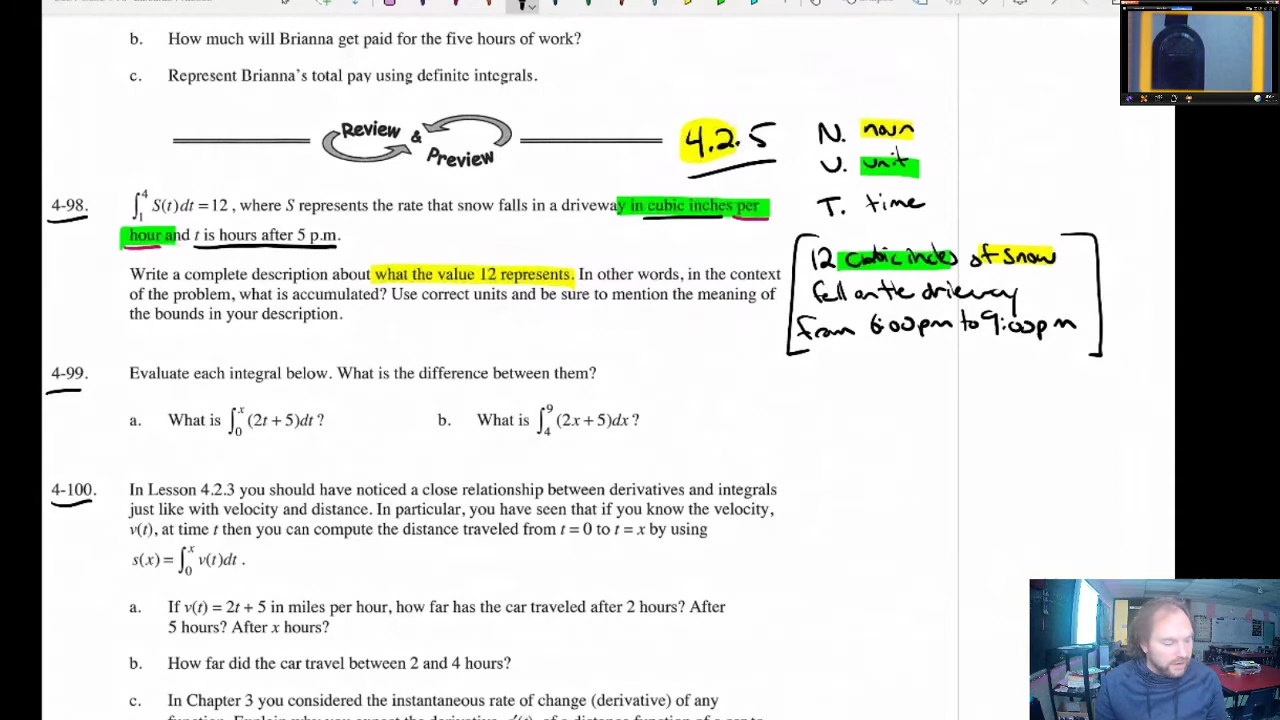 b. How much will Brianna get paid for the five hours of work?
c. Represent Brianna's total pay using definite integrals.
Review & Preview
4.2.5
N. noun
U. unit
T. time
4-98. ∫₁⁴ S(t)dt = 12, where S represents the rate that snow falls in a driveway in cubic inches per
hour and t is hours after 5 p.m.
Write a complete description about what the value 12 represents. In other words, in the context
of the problem, what is accumulated? Use correct units and be sure to mention the meaning of
the bounds in your description.
12 cubic inches of snow
fell on the driveway
from 6:00pm to 9:00pm
4-99. Evaluate each integral below. What is the difference between them?
a. What is ∫₀ˣ (2t + 5)dt ?
b. What is ∫₄⁹ (2x + 5)dx ?
4-100. In Lesson 4.2.3 you should have noticed a close relationship between derivatives and integrals
just like with velocity and distance. In particular, you have seen that if you know the velocity,
v(t), at time t then you can compute the distance traveled from t = 0 to t = x by using
s(x) = ∫₀ˣ v(t)dt .
a. If v(t) = 2t + 5 in miles per hour, how far has the car traveled after 2 hours? After
5 hours? After x hours?
b. How far did the car travel between 2 and 4 hours?
c. In Chapter 3 you considered the instantaneous rate of change (derivative) of any